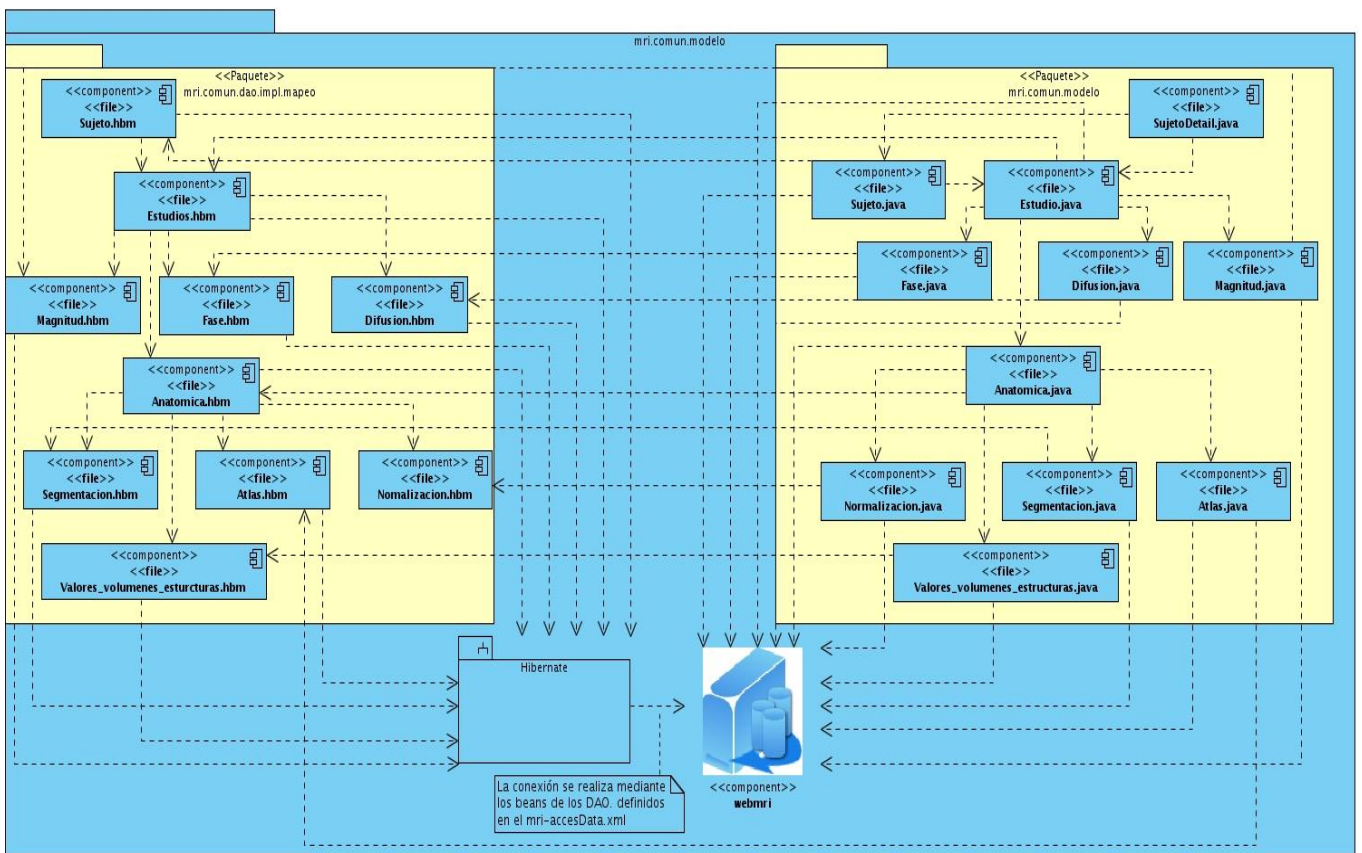 mri.comun.modelo
<<Paquete>>
mri.comun.dao.impl.mapeo
<<component>>
<<file>>
Sujeto.hbm
<<component>>
<<file>>
Estudios.hbm
<<component>>
<<file>>
Magnitud.hbm
<<component>>
<<file>>
Fase.hbm
<<component>>
<<file>>
Difusion.hbm
<<component>>
<<file>>
Anatomica.hbm
<<component>>
<<file>>
Segmentacion.hbm
<<component>>
<<file>>
Atlas.hbm
<<component>>
<<file>>
Nomalizacion.hbm
<<component>>
<<file>>
Valores_volumenes_esturcturas.hbm
<<Paquete>>
mri.comun.modelo
<<component>>
<<file>>
SujetoDetail.java
<<component>>
<<file>>
Sujeto.java
<<component>>
<<file>>
Estudio.java
<<component>>
<<file>>
Fase.java
<<component>>
<<file>>
Difusion.java
<<component>>
<<file>>
Magnitud.java
<<component>>
<<file>>
Anatomica.java
<<component>>
<<file>>
Normalizacion.java
<<component>>
<<file>>
Segmentacion.java
<<component>>
<<file>>
Atlas.java
<<component>>
<<file>>
Valores_volumenes_estructuras.java
Hibernate
La conexión se realiza mediante
los beans de los DAO. definidos
en el mri-accesData.xml
<<component>>
webmri